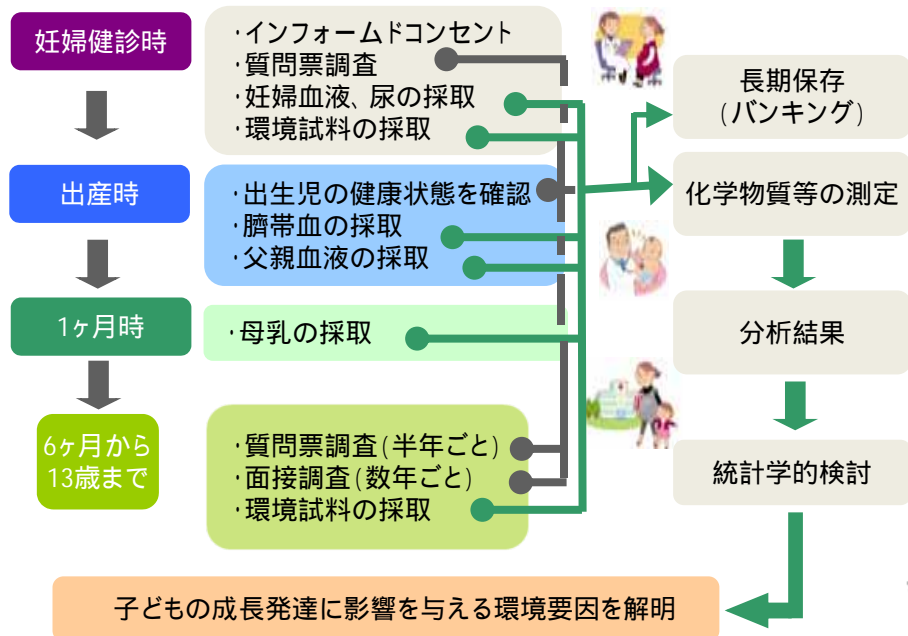 妊婦健診時
・インフォームドコンセント
・質問票調査
・妊婦血液、尿の採取
・環境試料の採取
出産時
・出生児の健康状態を確認
・臍帯血の採取
・父親血液の採取
1ヶ月時
・母乳の採取
6ヶ月から
13歳まで
・質問票調査(半年ごと)
・面接調査(数年ごと)
・環境試料の採取
長期保存
(バンキング)
化学物質等の測定
分析結果
統計学的検討
子どもの成長発達に影響を与える環境要因を解明